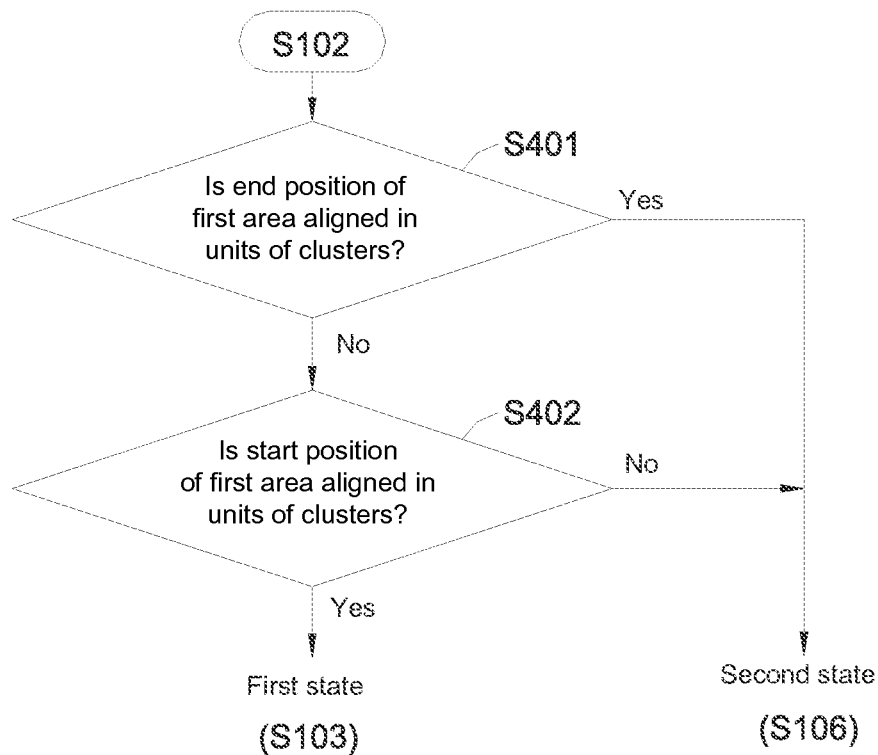 S102
S401
Is end position of
first area aligned in
units of clusters?
Yes
No
S402
Is start position
of first area aligned in
units of clusters?
No
Yes
First state
(S103)
Second state
(S106)